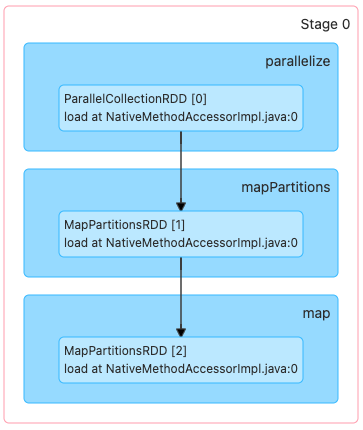 Stage 0
parallelize
ParallelCollectionRDD [0]
load at NativeMethodAccessorImpl.java:0
mapPartitions
MapPartitionsRDD [1]
load at NativeMethodAccessorImpl.java:0
map
MapPartitionsRDD [2]
load at NativeMethodAccessorImpl.java:0